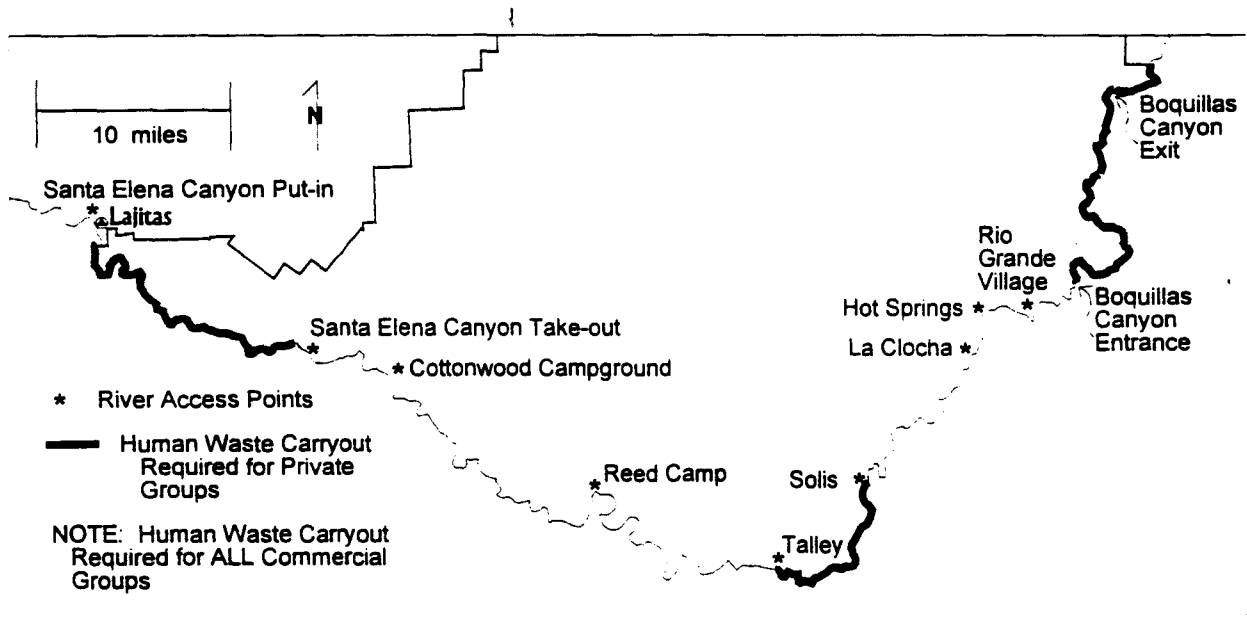 10 miles
N
Santa Elena Canyon Put-in
Lajitas
Boquillas
Canyon
Exit
Rio
Grande
Village
Hot Springs
Boquillas
Canyon
Entrance
La Clocha
Santa Elena Canyon Take-out
* Cottonwood Campground
* River Access Points
Human Waste Carryout
Required for Private
Groups
Reed Camp
Solis
Talley
NOTE: Human Waste Carryout
Required for ALL Commercial
Groups